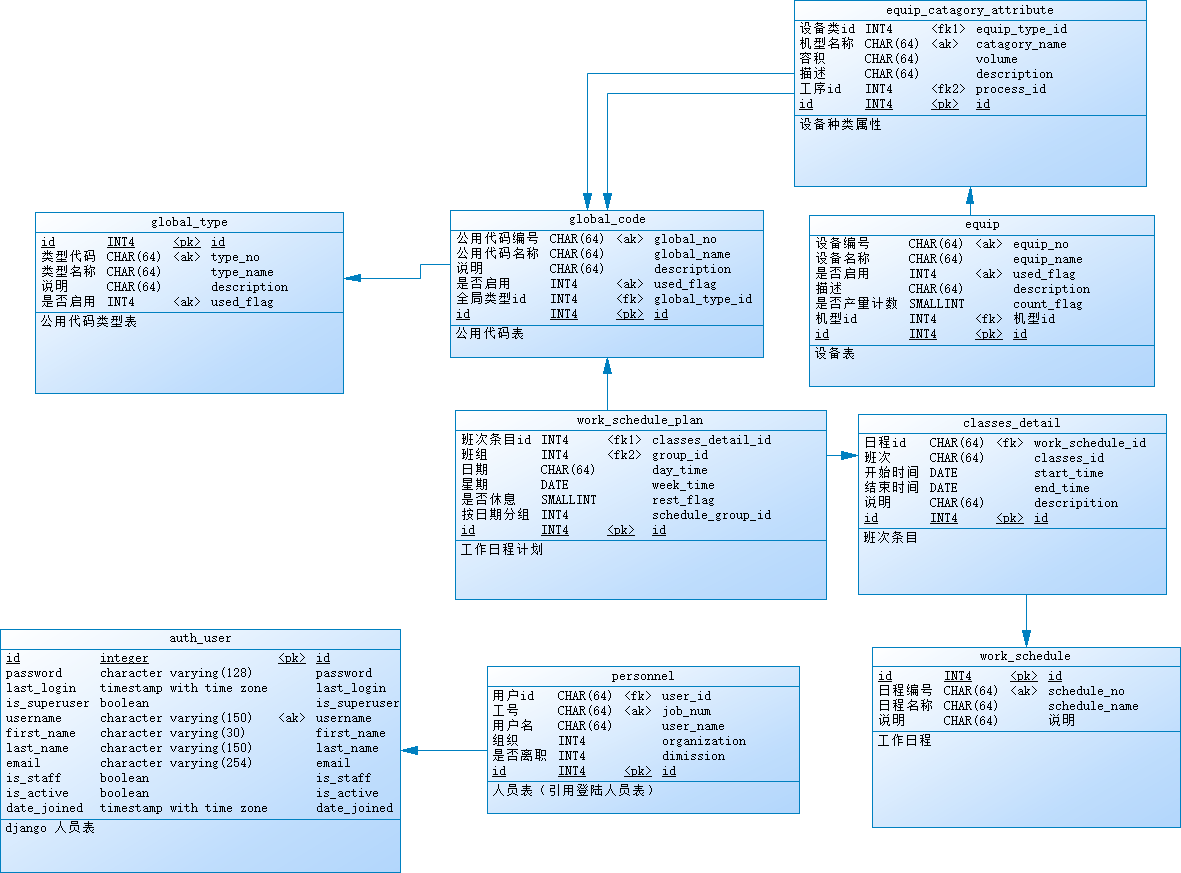 equip_catagory_attribute
设备类id INT4 <fk1> equip_type_id
机型名称 CHAR(64) <ak> catagory_name
容积 CHAR(64) volume
描述 CHAR(64) description
工序id INT4 <fk2> process_id
id INT4 <pk> id
设备种类属性
global_type
id INT4 <pk> id
类型代码 CHAR(64) <ak> type_no
类型名称 CHAR(64) type_name
说明 CHAR(64) description
是否启用 INT4 <ak> used_flag
公用代码类型表
global_code
公用代码编号 CHAR(64) <ak> global_no
公用代码名称 CHAR(64) global_name
说明 CHAR(64) description
是否启用 INT4 <ak> used_flag
全局类型id INT4 <fk> global_type_id
id INT4 <pk> id
公用代码表
equip
设备编号 CHAR(64) <ak> equip_no
设备名称 CHAR(64) equip_name
是否启用 INT4 <ak> used_flag
描述 CHAR(64) description
是否产量计数 SMALLINT count_flag
机型id INT4 <fk> 机型id
id INT4 <pk> id
设备表
work_schedule_plan
班次条目id INT4 <fk1> classes_detail_id
班组 INT4 <fk2> group_id
日期 CHAR(64) day_time
星期 DATE week_time
是否休息 SMALLINT rest_flag
按日期分组 INT4 schedule_group_id
id INT4 <pk> id
工作日程计划
classes_detail
日程id CHAR(64) <fk> work_schedule_id
班次 CHAR(64) classes_id
开始时间 DATE start_time
结束时间 DATE end_time
说明 CHAR(64) descripition
id INT4 <pk> id
班次条目
auth_user
id integer <pk> id
password character varying(128) password
last_login timestamp with time zone last_login
is_superuser boolean is_superuser
username character varying(150) <ak> username
first_name character varying(30) first_name
last_name character varying(150) last_name
email character varying(254) email
is_staff boolean is_staff
is_active boolean is_active
date_joined timestamp with time zone date_joined
django 人员表
personnel
用户id CHAR(64) <fk> user_id
工号 CHAR(64) <ak> job_num
用户名 CHAR(64) user_name
组织 INT4 organization
是否离职 INT4 dimission
id INT4 <pk> id
人员表（引用登陆人员表）
work_schedule
id INT4 <pk> id
日程编号 CHAR(64) <ak> schedule_no
日程名称 CHAR(64) schedule_name
说明 CHAR(64) 说明
工作日程